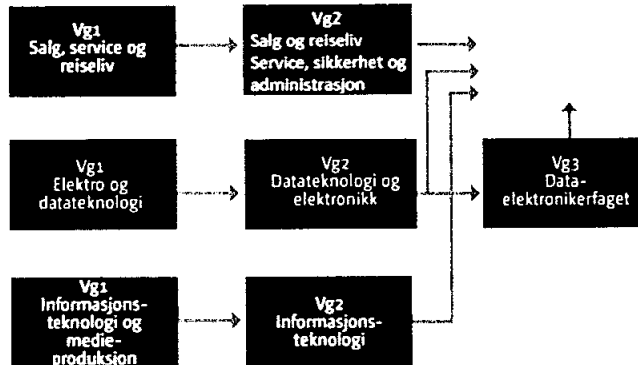 Vg1
Salg, service og
reiseliv
Vg2
Salg og reiseliv
Service, sikkerhet og
administrasjon
Vg1
Elektro og
datateknologi
Vg2
Datateknologi og
elektronikk
Vg3
Data-
elektronikerfaget
Vg1
Informasjons-
teknologi og
medie-
produksjon
Vg2
Informasjons-
teknologi